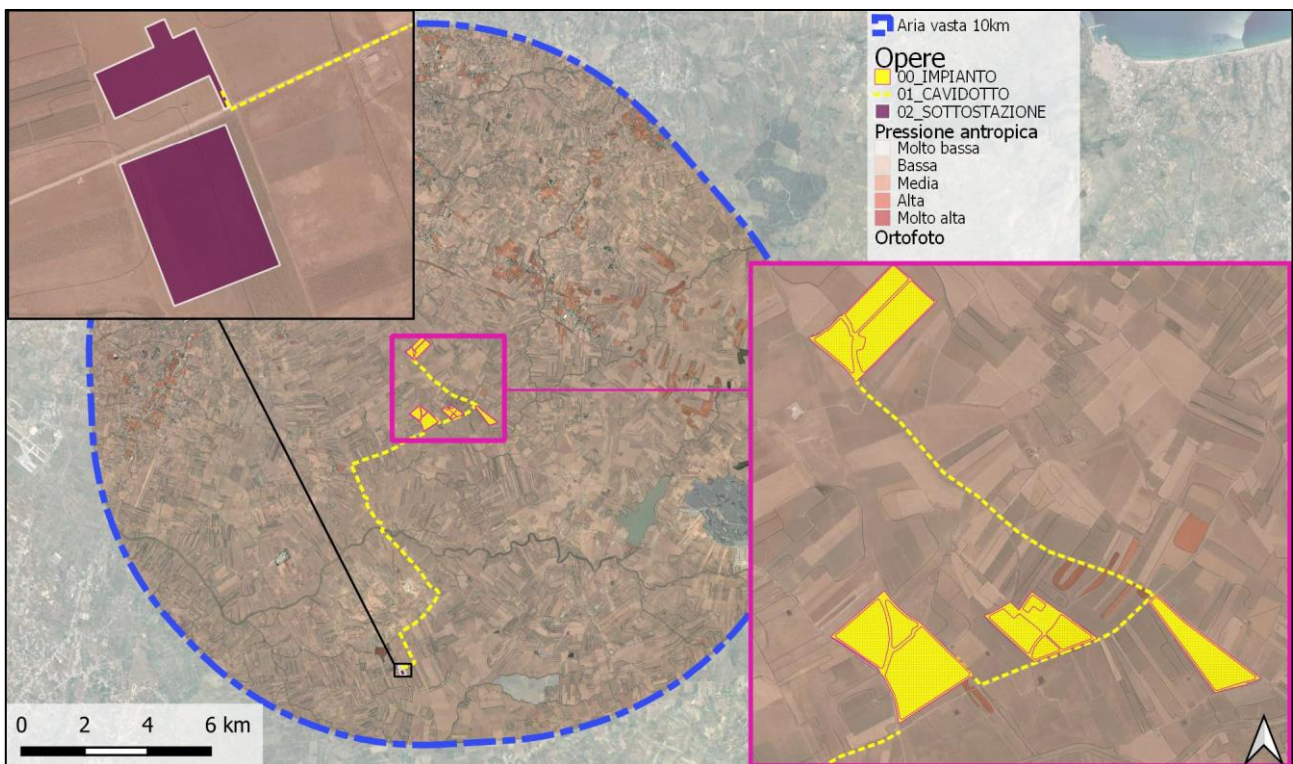 Aria vasta 10km
Opere
00_IMPIANTO
01_CAVIDOTTO
02_SOTTOSTAZIONE
Pressione antropica
Molto bassa
Bassa
Media
Alta
Molto alta
Ortofoto
0 2 4 6 km